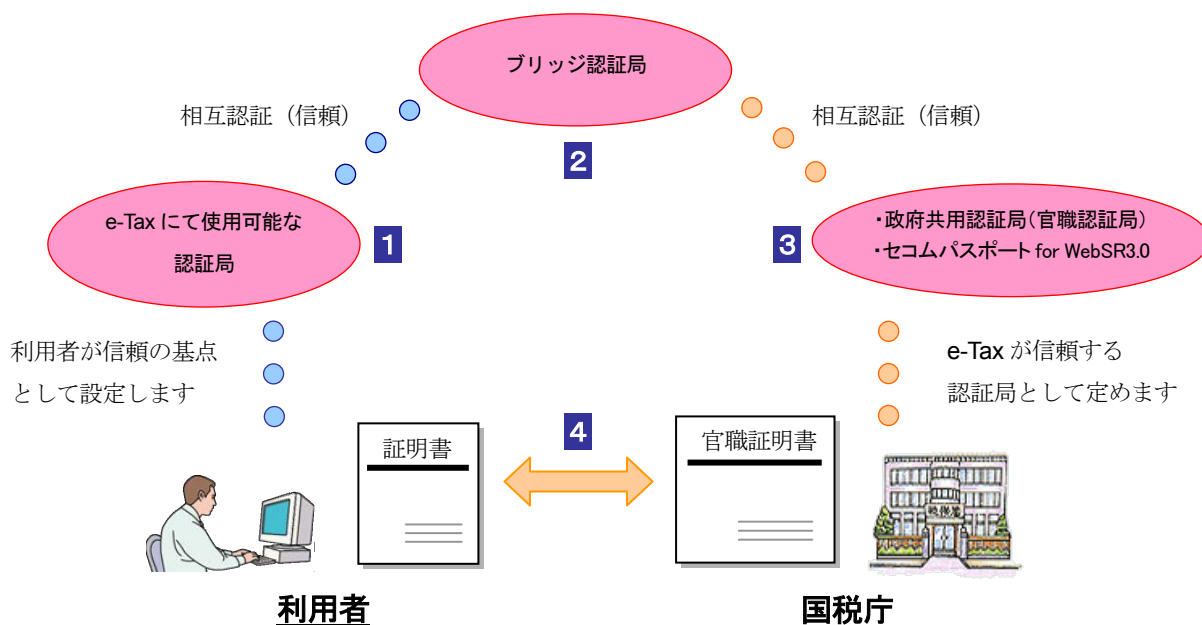 ブリッジ認証局
相互認証（信頼）
相互認証（信頼）
2
e-Tax にて使用可能な
認証局
1
3
・政府共用認証局（官職認証局）
・セコムパスポート for WebSR3.0
利用者が信頼の基点
として設定します
e-Tax が信頼する
認証局として定めます
証明書
4
官職証明書
税務署
利用者
国税庁